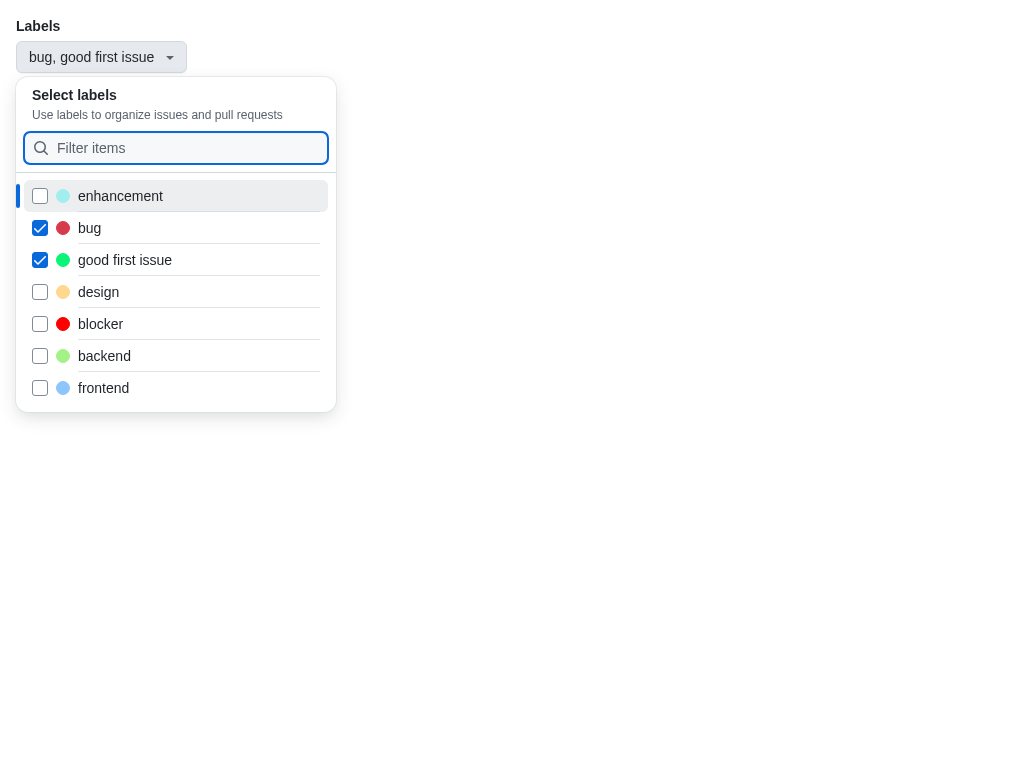 Labels
bug, good first issue
Select labels
Use labels to organize issues and pull requests
Filter items
enhancement
bug
good first issue
design
blocker
backend
frontend